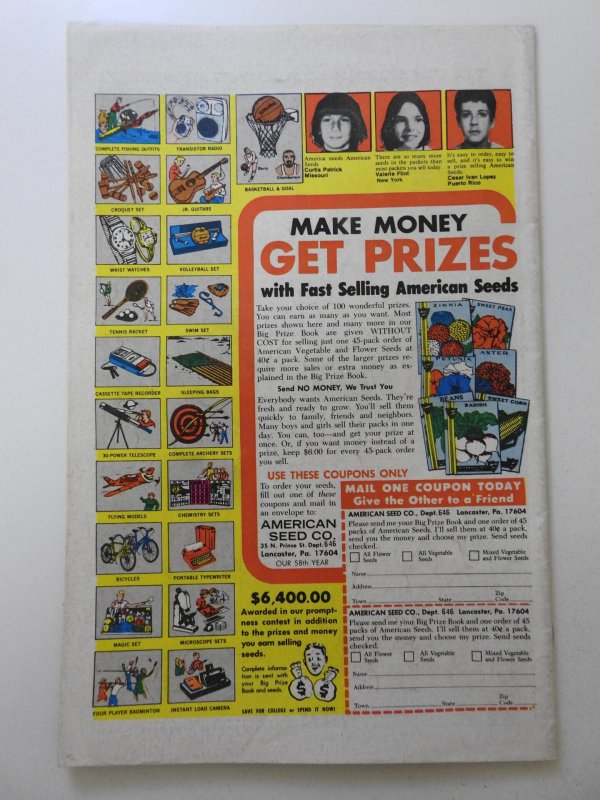 COMPLETE FISHING OUTFITS
TRANSISTOR RADIO
CROQUET SET
JR. GUITARS
WRIST WATCHES
VOLLEYBALL SET
TENNIS RACKET
SWIM SET
CASSETTE TAPE RECORDER
SLEEPING BAGS
30-POWER TELESCOPE
COMPLETE ARCHERY SETS
FLYING MODELS
CHEMISTRY SETS
BICYCLES
PORTABLE TYPEWRITER
MAGIC SET
MICROSCOPE SETS
FOUR PLAYER BADMINTON
INSTANT LOAD CAMERA
SPALDING
Barry
Chamberlain
BASKETBALL & GOAL
America needs American
Seeds
Curtis Patrick
Missouri
There are so many more
seeds in the packets than
most packets you sell today.
Valerie Flint
New York
It's easy to order, easy to
sell, and it's easy to win
a prize selling American
Seeds.
Cesar Ivan Lopez
Puerto Rico
MAKE MONEY
GET PRIZES
with Fast Selling American Seeds
Take your choice of 100 wonderful prizes.
You can earn as many as you want. Most
prizes shown here and many more in our
Big Prize Book are given WITHOUT
COST for selling just one 45-pack order of
American Vegetable and Flower Seeds at
40¢ a pack. Some of the larger prizes re-
quire more sales or extra money as ex-
plained in the Big Prize Book.
Send NO MONEY, We Trust You
Everybody wants American Seeds. They're
fresh and ready to grow. You'll sell them
quickly to family, friends and neighbors.
Many boys and girls sell their packs in one
day. You can, too—and get your prize at
once. Or, if you want money instead of a
prize, keep $6.00 for every 45-pack order
you sell.
ZINNIA
SWEET PEAS
PETUNIA
ASTER
BEANS
RADISH
SWEET CORN
USE THESE COUPONS ONLY
To order your seeds,
fill out one of these
coupons and mail in
an envelope to:
AMERICAN
SEED CO.
35 N. Prince St. Dept. 646
Lancaster, Pa. 17604
OUR 58th YEAR
MAIL ONE COUPON TODAY
Give the Other to a Friend
AMERICAN SEED CO., Dept. 646 Lancaster, Pa. 17604
Please send me your Big Prize Book and one order of 45
packs of American Seeds. I'll sell them at 40¢ a pack,
send you the money and choose my prize. Send seeds
checked.
All Flower Seeds
All Vegetable Seeds
Mixed Vegetable and Flower Seeds
Name
Address
Town State Zip Code
AMERICAN SEED CO., Dept. 646 Lancaster, Pa. 17604
Please send me your Big Prize Book and one order of 45
packs of American Seeds. I'll sell them at 40¢ a pack,
send you the money and choose my prize. Send seeds
checked.
All Flower Seeds
All Vegetable Seeds
Mixed Vegetable and Flower Seeds
Name
Address
Town State Zip Code
$6,400.00
Awarded in our prompt-
ness contest in addition
to the prizes and money
you earn selling
seeds.
Complete informa-
tion is sent with
your Big Prize
Book and seeds.
$ $
SAVE FOR COLLEGE or SPEND IT NOW!